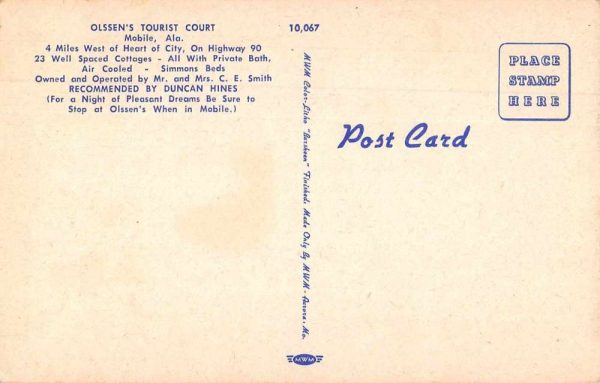 OLSSEN'S TOURIST COURT
Mobile, Ala.
4 Miles West of Heart of City, On Highway 90
23 Well Spaced Cottages - All With Private Bath,
Air Cooled - Simmons Beds
Owned and Operated by Mr. and Mrs. C. E. Smith
RECOMMENDED BY DUNCAN HINES
(For a Night of Pleasant Dreams Be Sure to
Stop at Olssen's When in Mobile.)
10,067
MWM Color-Litho "Dursheen" Finished. Made Only By MWM - Aurora, Mo.
MWM
Post Card
PLACE
STAMP
HERE